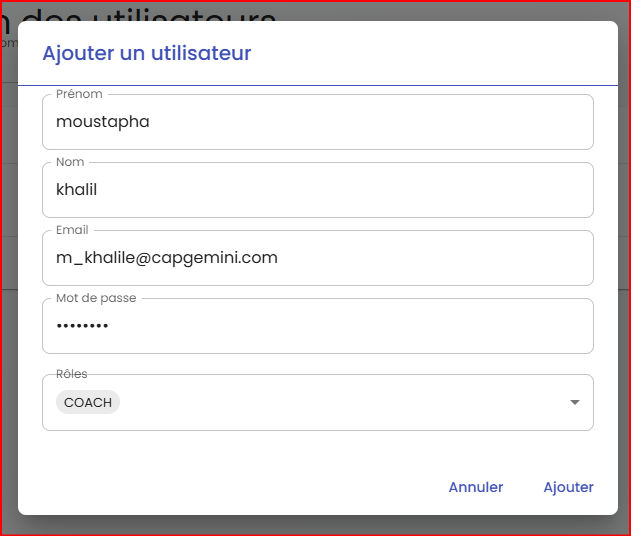 n des utilisateurs
om
Ajouter un utilisateur
Prénom
moustapha
Nom
khalil
Email
m_khalile@capgemini.com
Mot de passe
••••••••
Rôles
COACH
Annuler
Ajouter